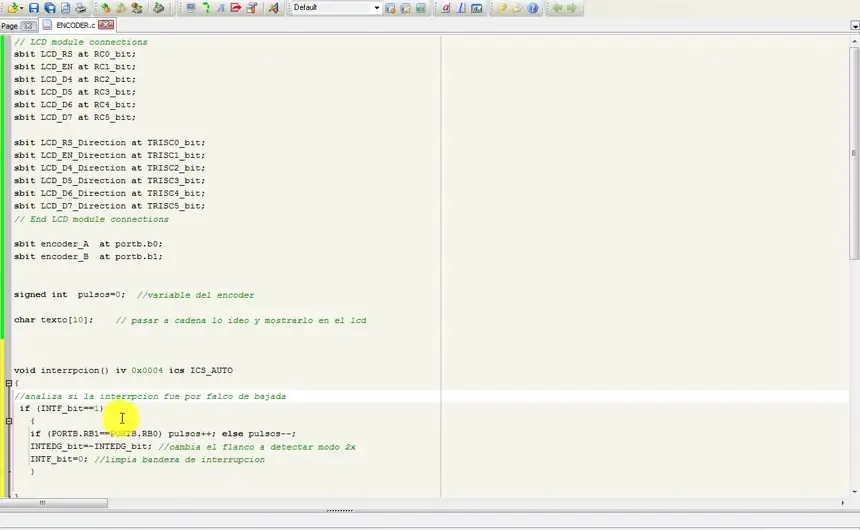 Default
Page
ENCODER.c
// LCD module connections
sbit LCD_RS at RC0_bit;
sbit LCD_EN at RC1_bit;
sbit LCD_D4 at RC2_bit;
sbit LCD_D5 at RC3_bit;
sbit LCD_D6 at RC4_bit;
sbit LCD_D7 at RC5_bit;
sbit LCD_RS_Direction at TRISC0_bit;
sbit LCD_EN_Direction at TRISC1_bit;
sbit LCD_D4_Direction at TRISC2_bit;
sbit LCD_D5_Direction at TRISC3_bit;
sbit LCD_D6_Direction at TRISC4_bit;
sbit LCD_D7_Direction at TRISC5_bit;
// End LCD module connections
sbit encoder_A  at portb.b0;
sbit encoder_B  at portb.b1;
signed int  pulsos=0;  //variable del encoder
char texto[10];    // pasar a cadena lo ideo y mostrarlo en el lcd
void interrpcion() iv 0x0004 ics ICS_AUTO
{
//analiza si la interrpcion fue por falco de bajada
if (INTF_bit==1)
{
if (PORTB.RB1==PORTB.RB0) pulsos++; else pulsos--;
INTEDG_bit=~INTEDG_bit; //cambia el flanco a detectar modo 2x
INTF_bit=0; //limpia bandera de interrupcion
}
}